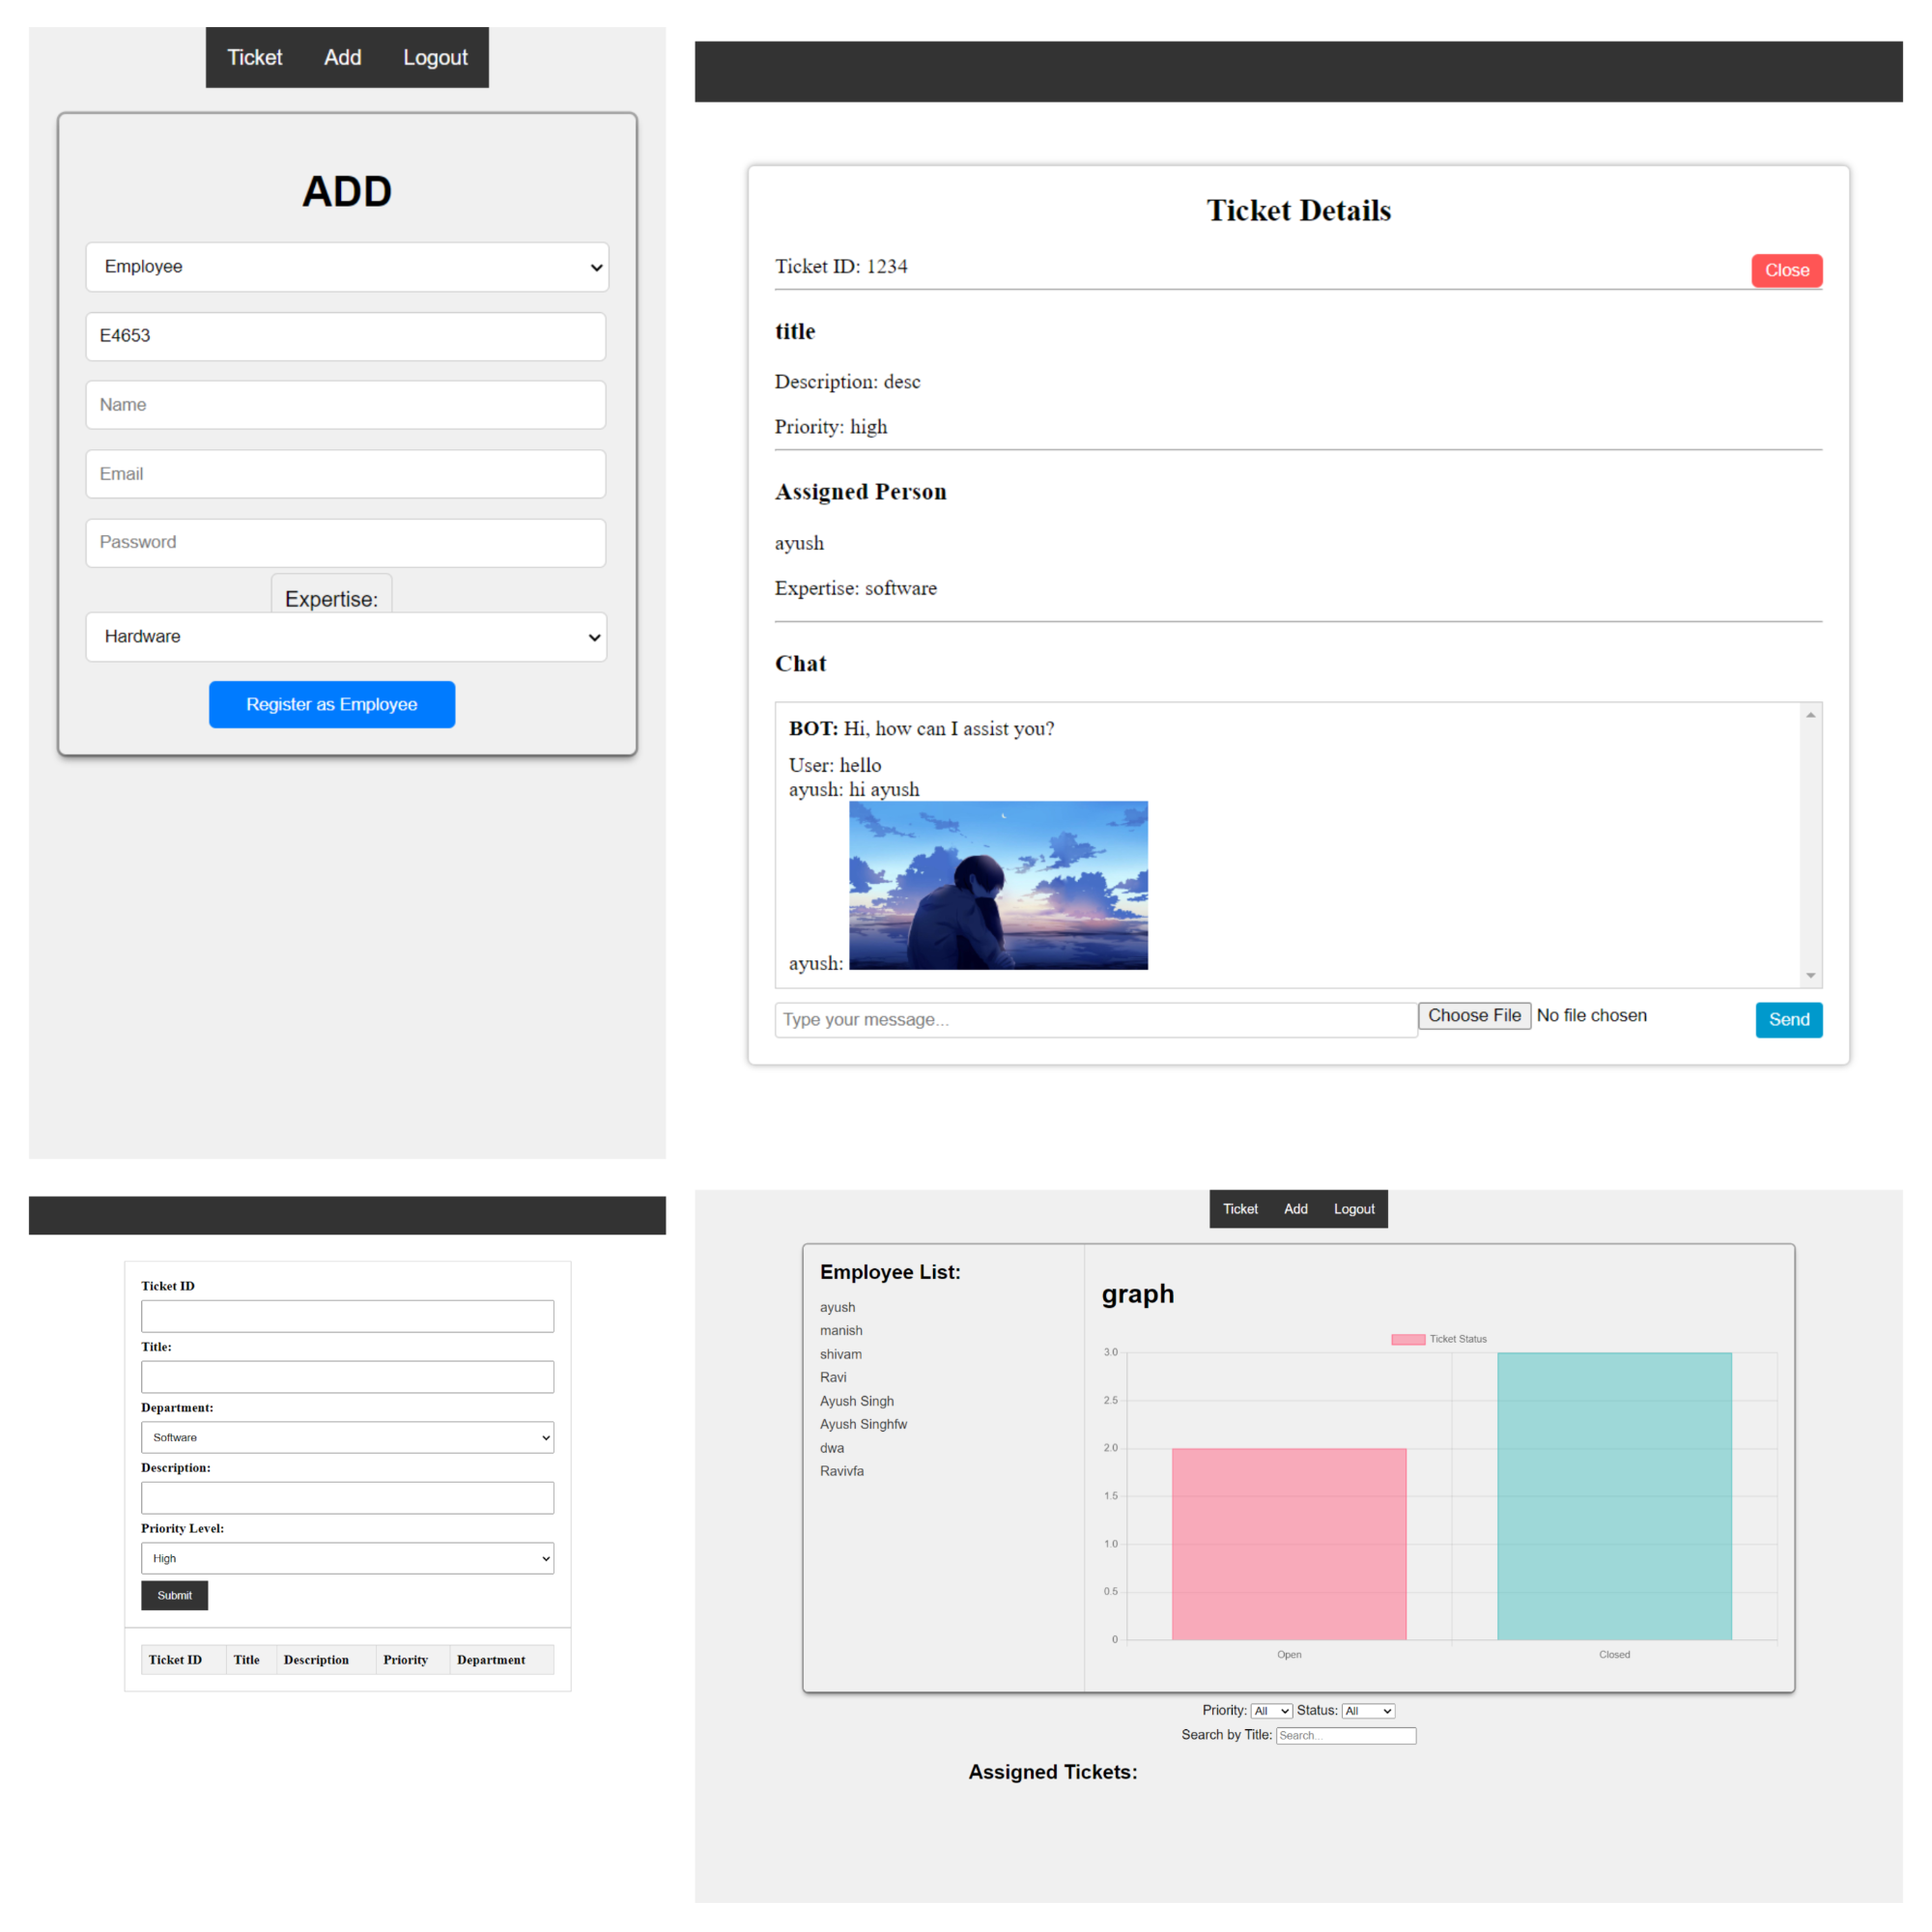 Ticket Add Logout
ADD
Employee
E4653
Name
Email
Password
Expertise:
Hardware
Register as Employee
Ticket Details
Ticket ID: 1234
Close
title
Description: desc
Priority: high
Assigned Person
ayush
Expertise: software
Chat
BOT: Hi, how can I assist you?
User: hello
ayush: hi ayush
ayush:
Type your message...
Choose File No file chosen
Send
Ticket ID
Title:
Department:
Software
Description:
Priority Level:
High
Submit
Ticket ID Title Description Priority Department
Ticket Add Logout
Employee List:
ayush
manish
shivam
Ravi
Ayush Singh
Ayush Singhfw
dwa
Ravivfa
graph
Ticket Status
3.0
2.5
2.0
1.5
1.0
0.5
0
Open Closed
Priority: All Status: All
Search by Title: Search...
Assigned Tickets: